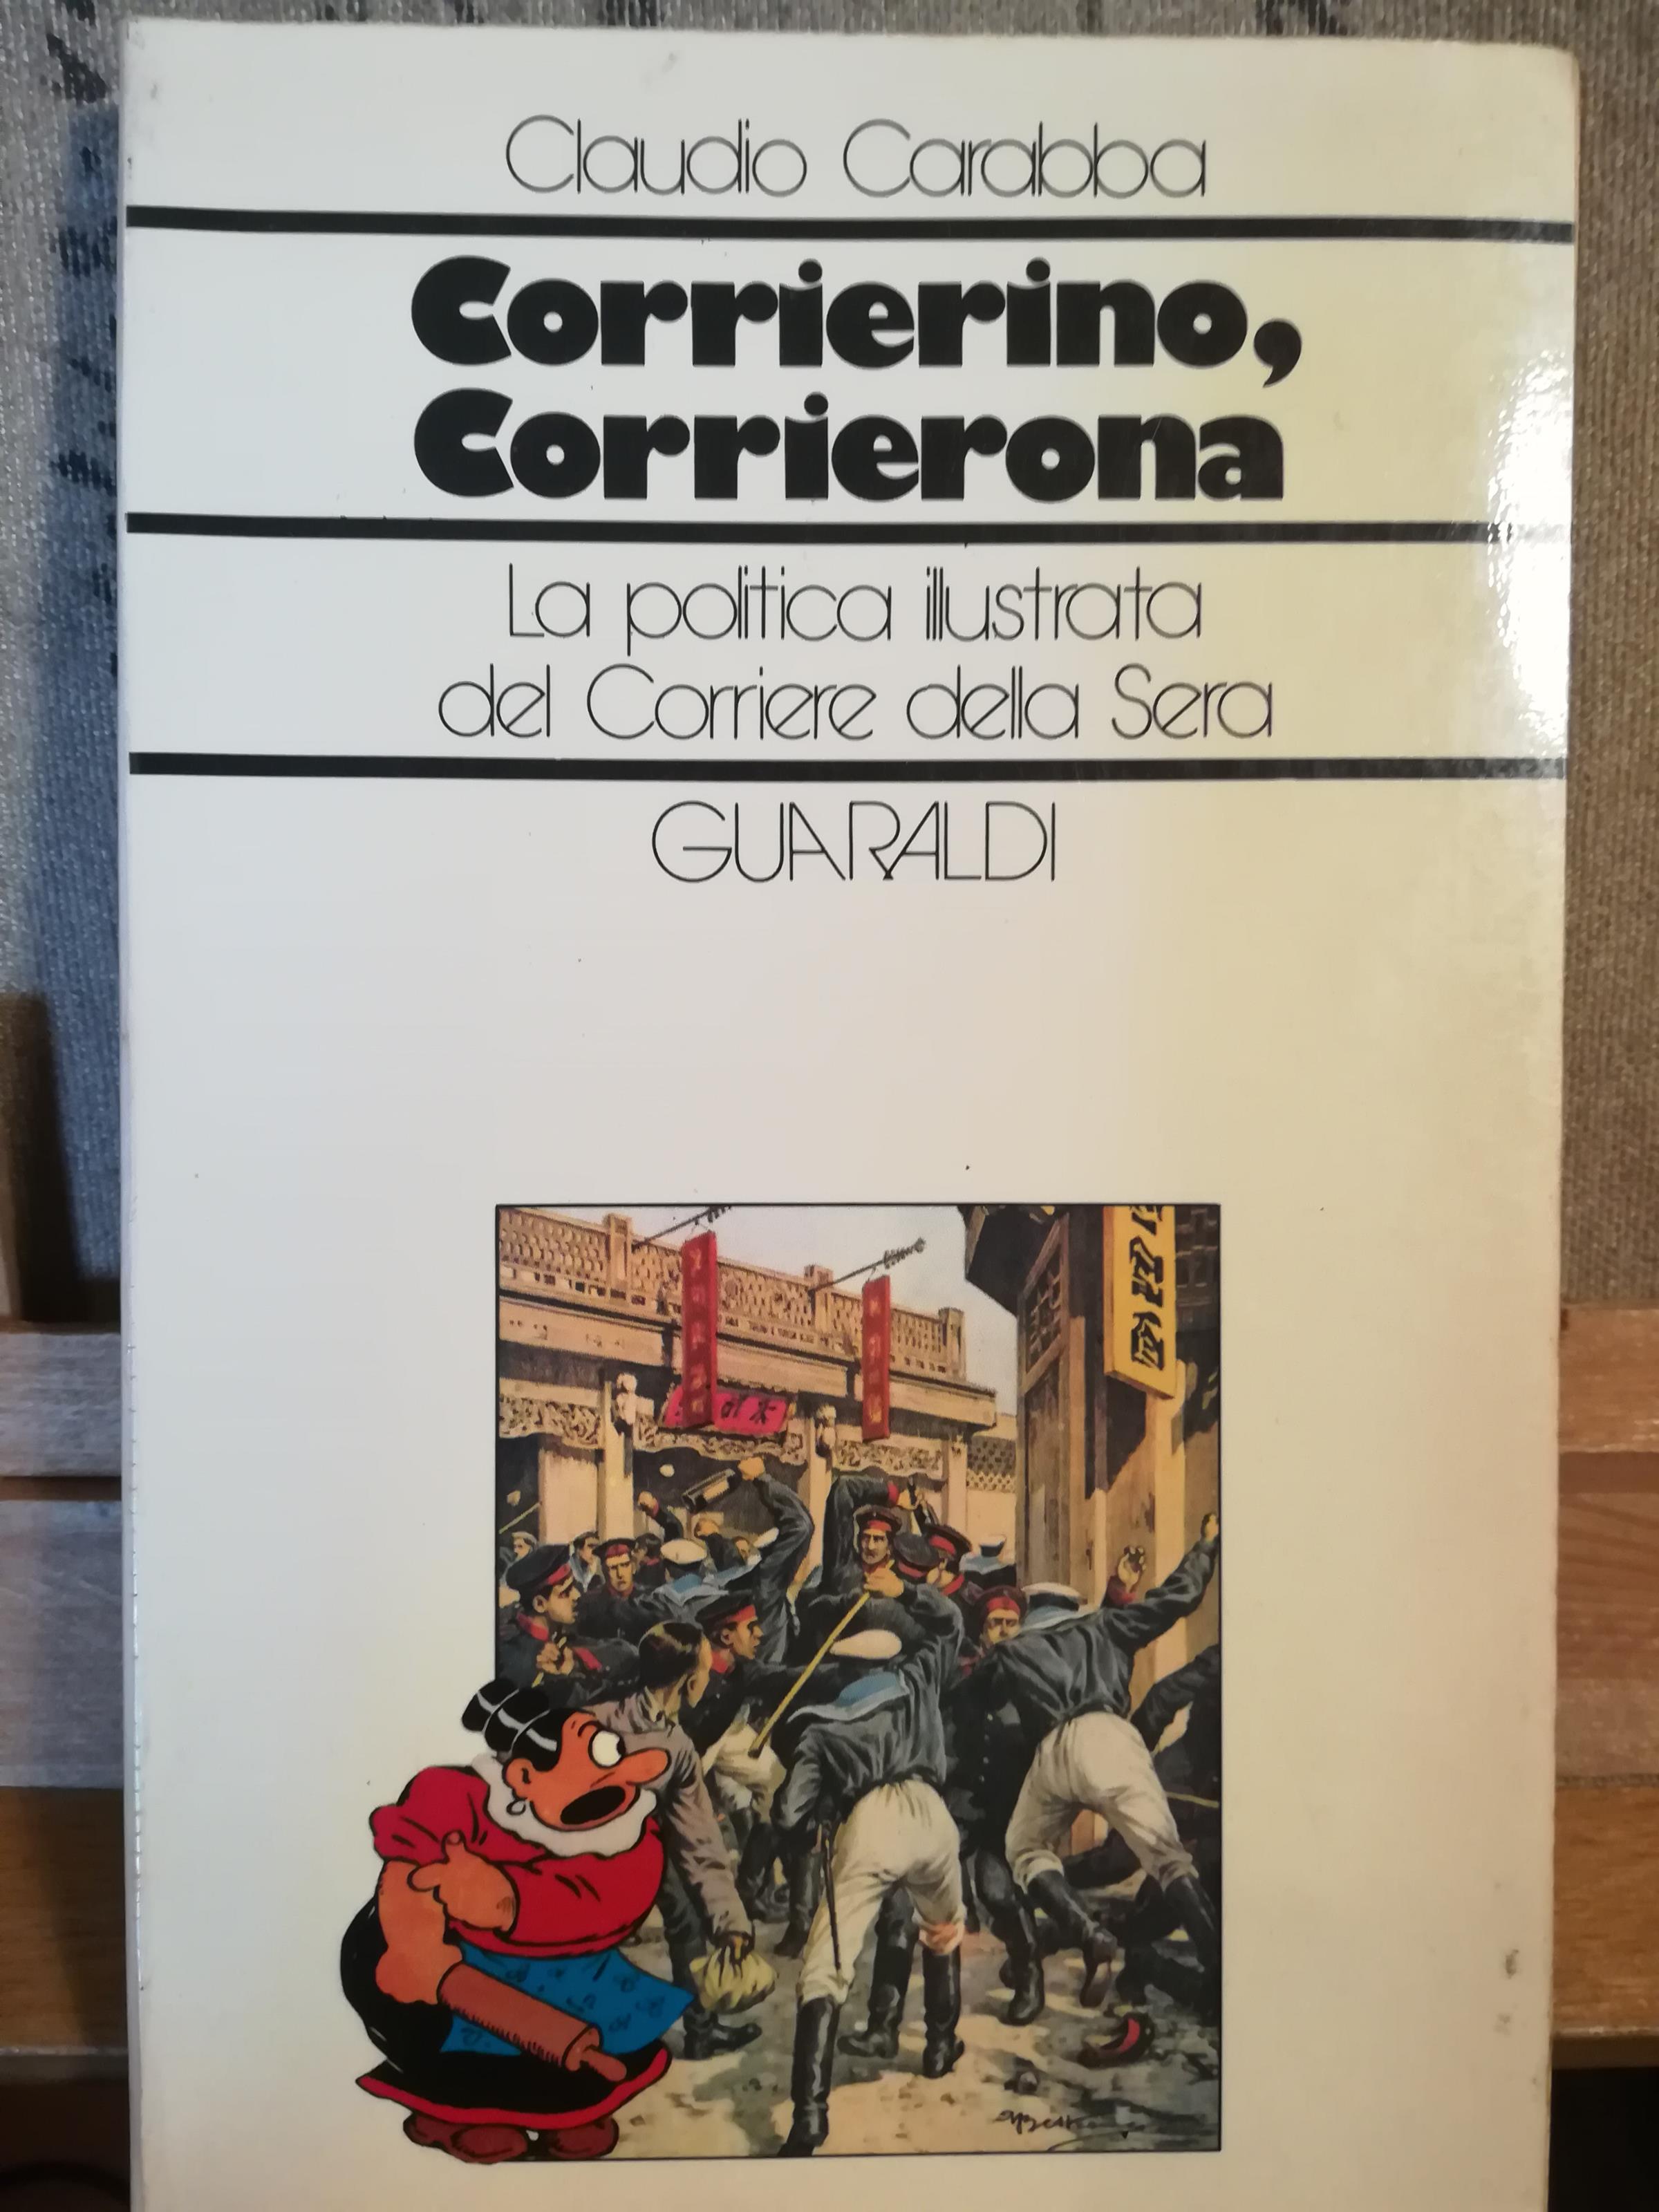 Claudio Carabba
Corrierino,
Corrierona
La politica illustrata
del Corriere della Sera
GUARALDI